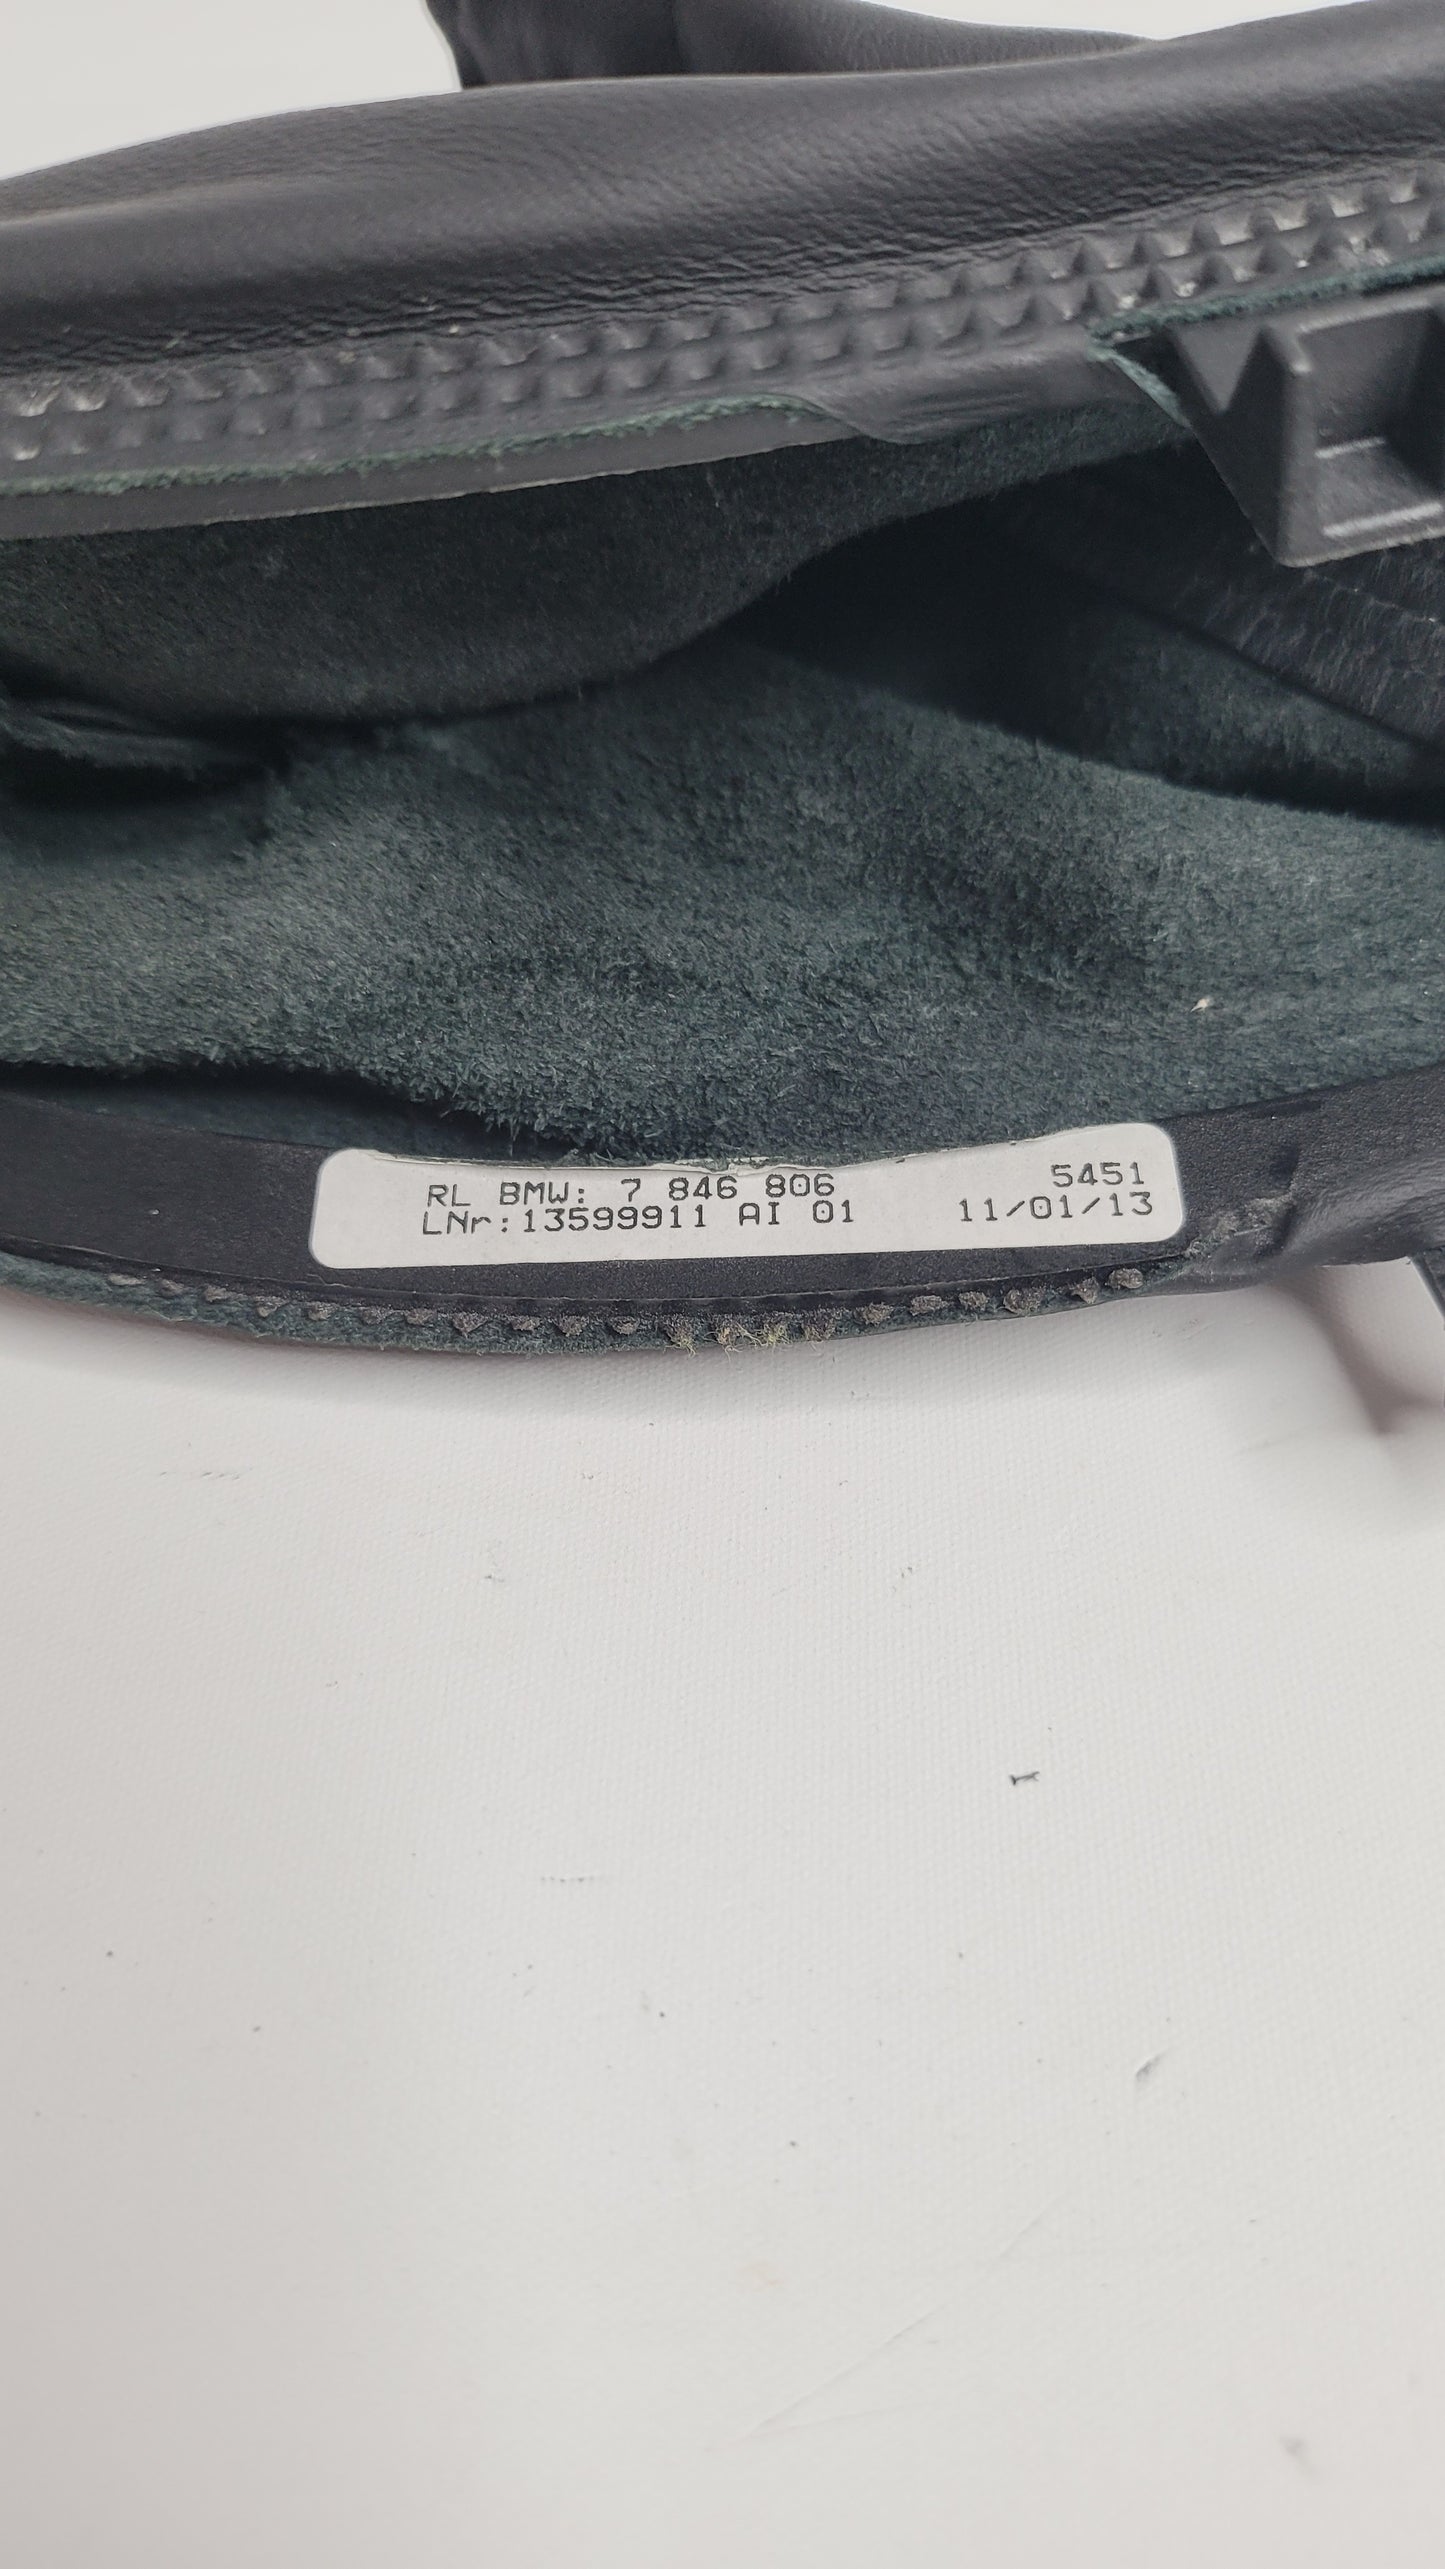 RL BMW: 7 846 806 5451
LNr:13599911 AI 01 11/01/13